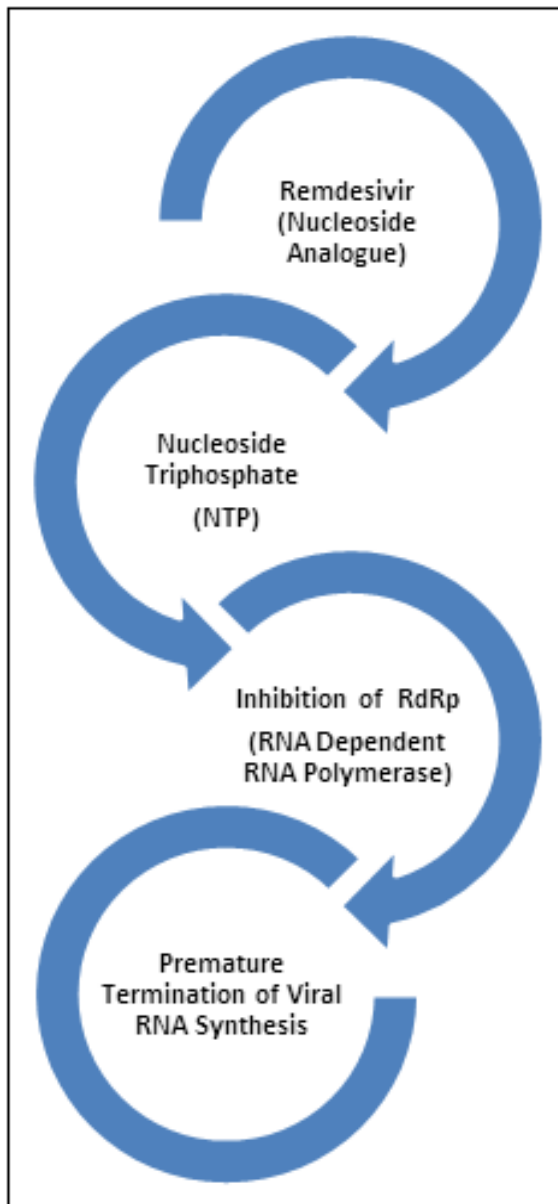 Remdesivir
(Nucleoside
Analogue)
Nucleoside
Triphosphate
(NTP)
Inhibition of RdRp
(RNA Dependent
RNA Polymerase)
Premature
Termination of Viral
RNA Synthesis